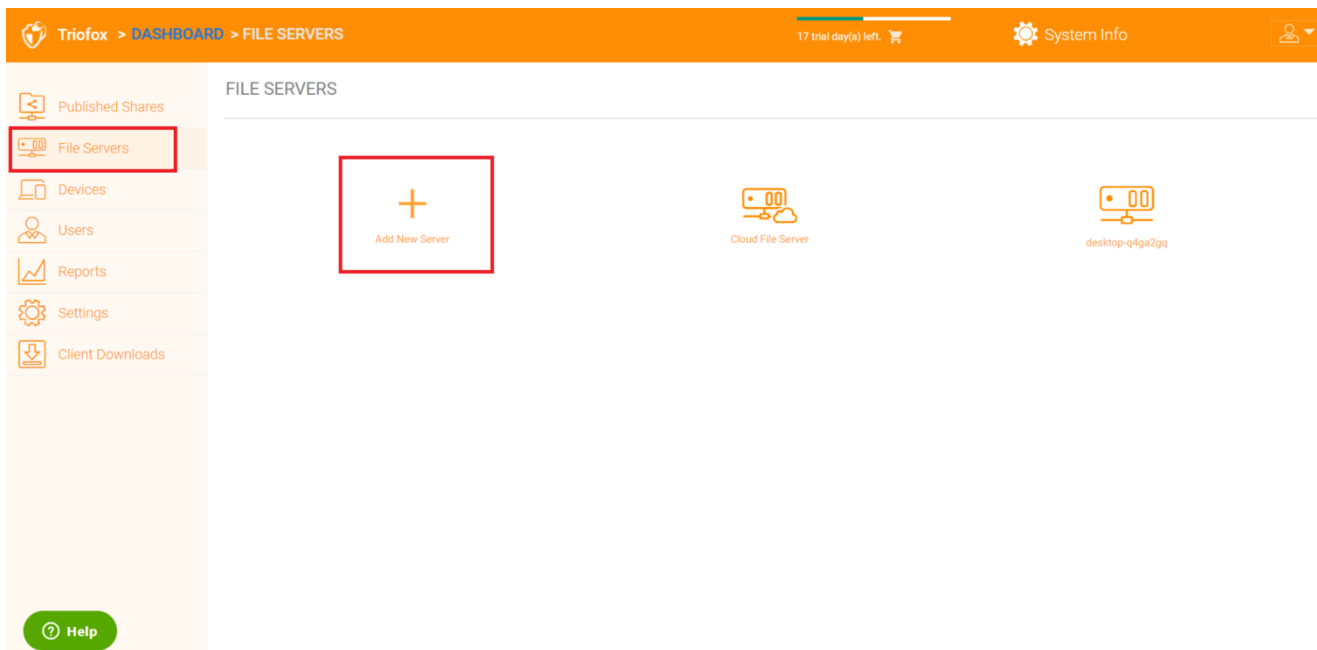 Triofox > DASHBOARD > FILE SERVERS
17 trial day(s) left.
System Info
Published Shares
File Servers
Devices
Users
Reports
Settings
Client Downloads
Help
FILE SERVERS
Add New Server
Cloud File Server
desktop-q4ga2gq